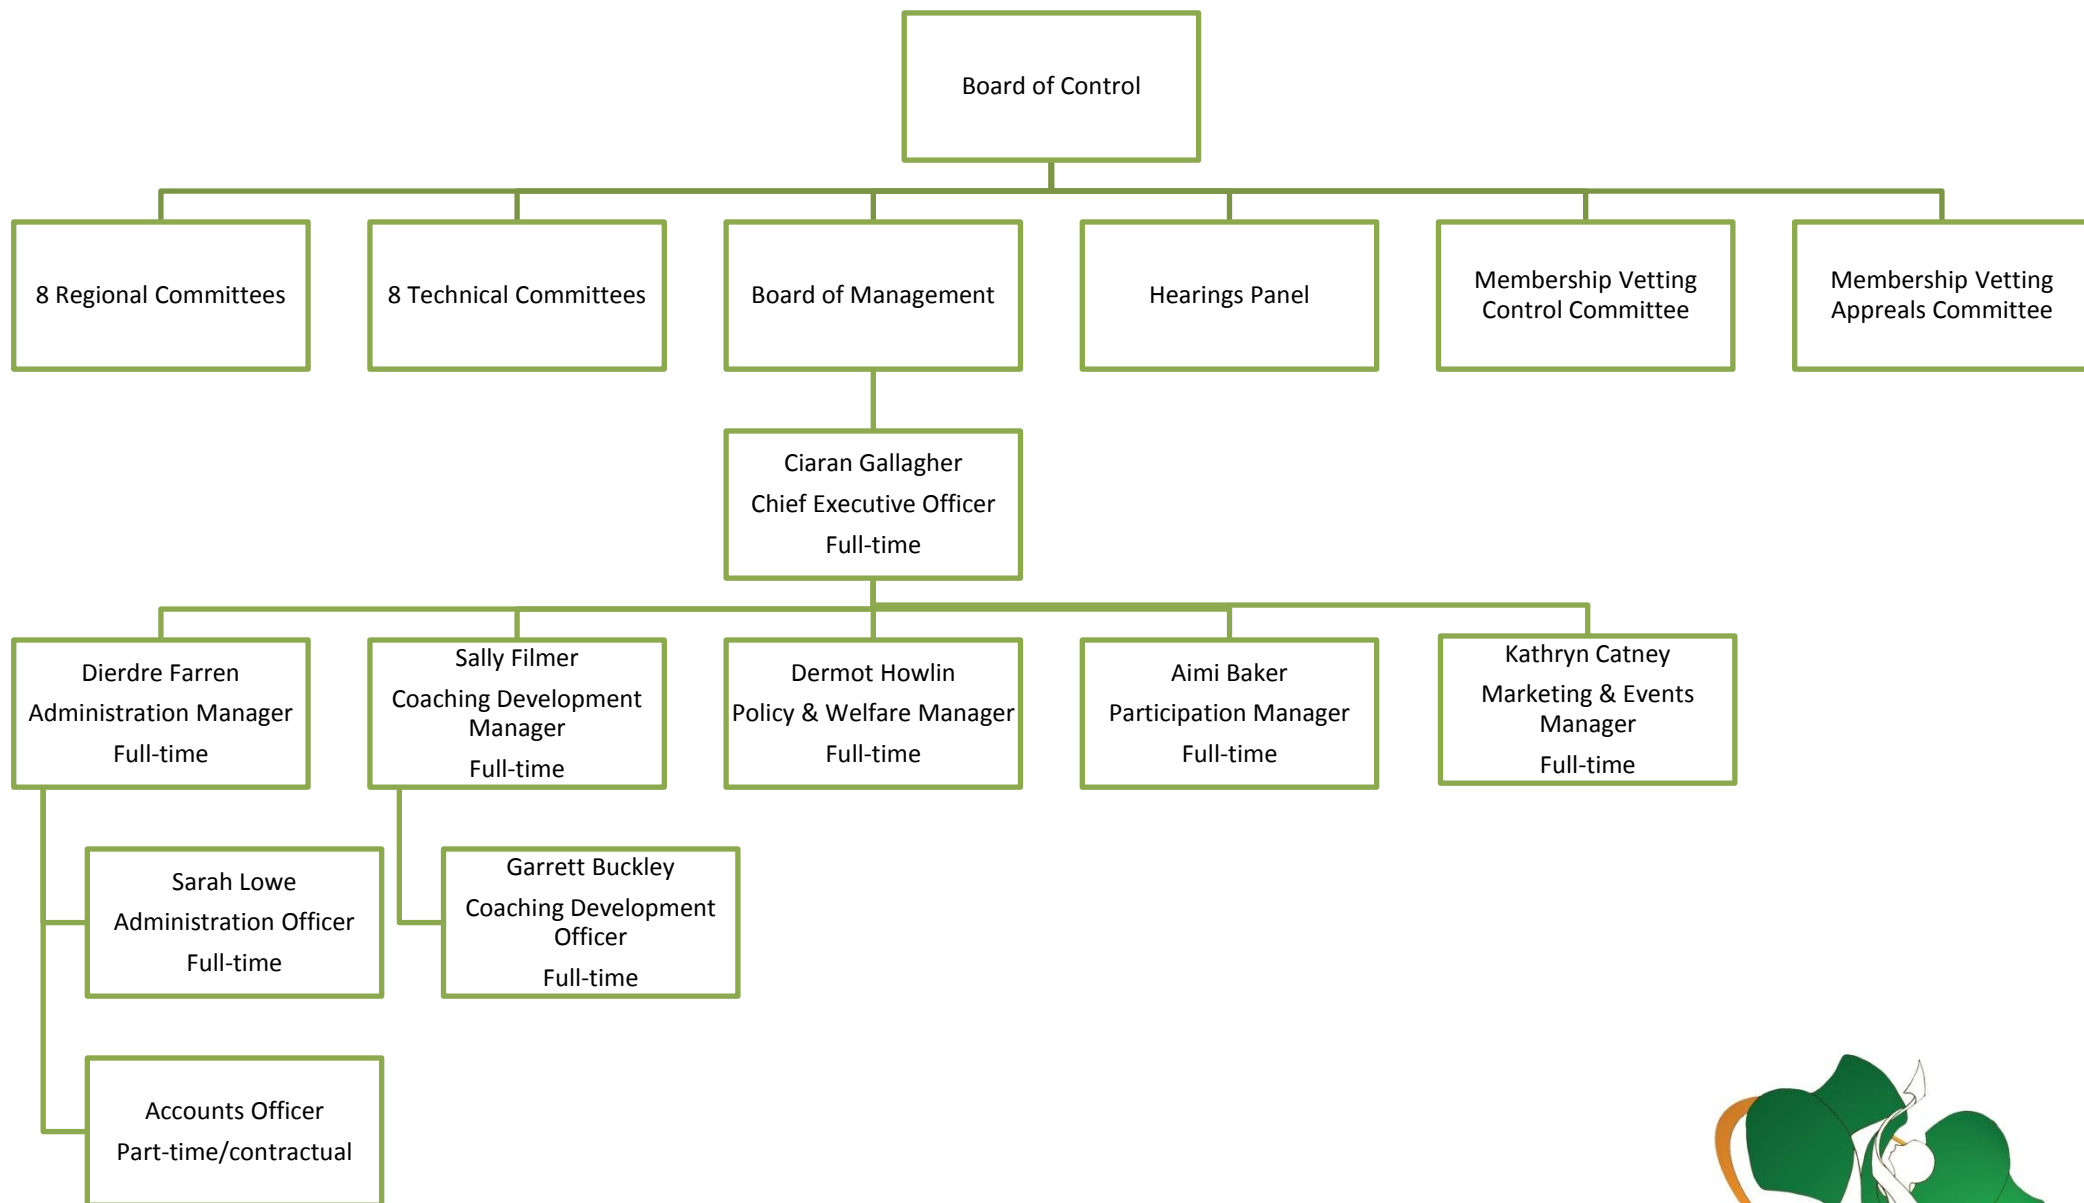 Board of Control
8 Regional Committees
8 Technical Committees
Board of Management
Hearings Panel
Membership Vetting
Control Committee
Membership Vetting
Appreals Committee
Ciaran Gallagher
Chief Executive Officer
Full-time
Dierdre Farren
Administration Manager
Full-time
Sally Filmer
Coaching Development
Manager
Full-time
Dermot Howlin
Policy & Welfare Manager
Full-time
Aimi Baker
Participation Manager
Full-time
Kathryn Catney
Marketing & Events
Manager
Full-time
Sarah Lowe
Administration Officer
Full-time
Garrett Buckley
Coaching Development
Officer
Full-time
Accounts Officer
Part-time/contractual